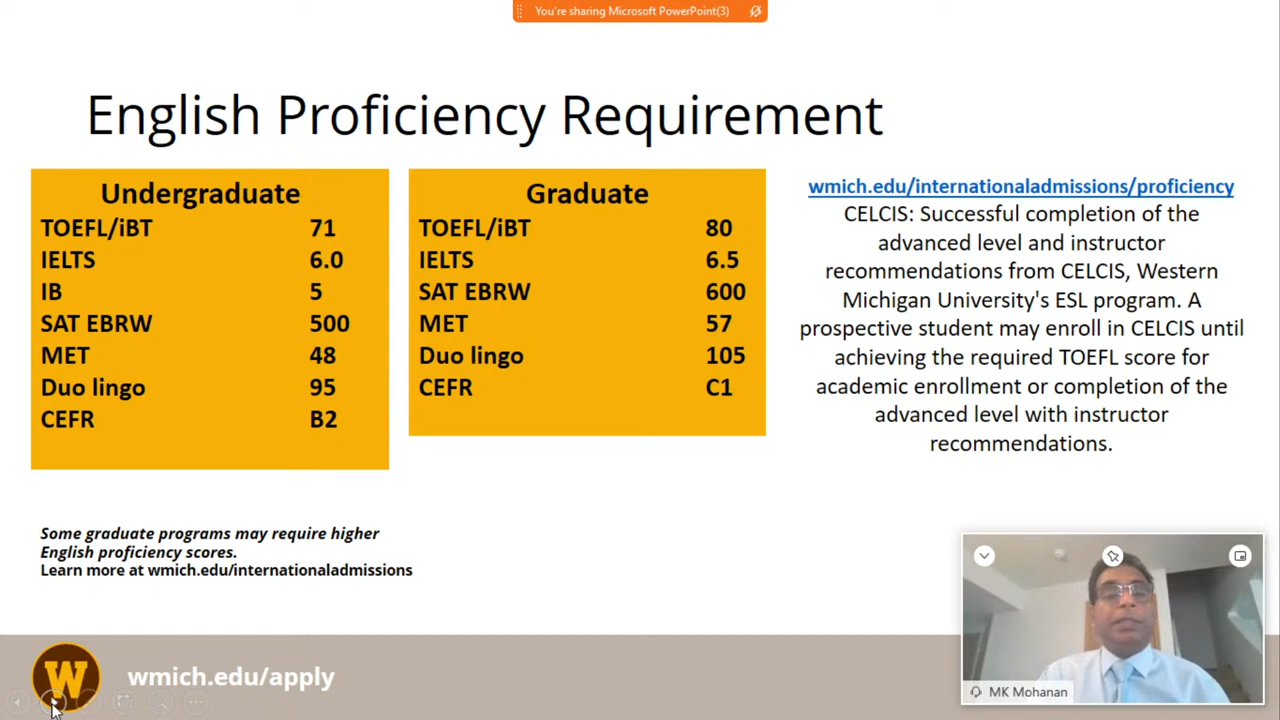 You're sharing Microsoft PowerPoint(3)
English Proficiency Requirement
Undergraduate
TOEFL/iBT 71
IELTS 6.0
IB 5
SAT EBRW 500
MET 48
Duo lingo 95
CEFR B2
Graduate
TOEFL/iBT 80
IELTS 6.5
SAT EBRW 600
MET 57
Duo lingo 105
CEFR C1
wmich.edu/internationaladmissions/proficiency
CELCIS: Successful completion of the
advanced level and instructor
recommendations from CELCIS, Western
Michigan University's ESL program. A
prospective student may enroll in CELCIS until
achieving the required TOEFL score for
academic enrollment or completion of the
advanced level with instructor
recommendations.
Some graduate programs may require higher
English proficiency scores.
Learn more at wmich.edu/internationaladmissions
W
wmich.edu/apply
MK Mohanan